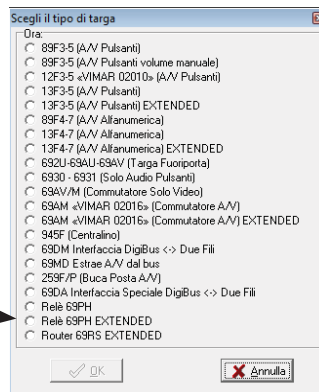 Scegli il tipo di targa
Ora:
89F3-5 (A/V Pulsanti)
89F3-5 (A/V Pulsanti volume manuale)
12F3-5 «VIMAR 02010» (A/V Pulsanti)
13F3-5 (A/V Pulsanti)
13F3-5 (A/V Pulsanti) EXTENDED
89F4-7 (A/V Alfanumerica)
13F4-7 (A/V Alfanumerica)
13F4-7 (A/V Alfanumerica) EXTENDED
692U-69AU-69AV (Targa Fuoriporta)
6930 - 6931 (Solo Audio Pulsanti)
69AV/M (Commutatore Solo Video)
69AM «VIMAR 02016» (Commutatore A/V)
69AM «VIMAR 02016» (Commutatore A/V) EXTENDED
945F (Centralino)
69DM Interfaccia DigiBus <-> Due Fili
69MD Estrae A/V dal bus
259F/P (Buca Posta A/V)
69DA Interfaccia Speciale DigiBus <-> Due Fili
Relè 69PH
Relè 69PH EXTENDED
Router 69RS EXTENDED
OK
Annulla